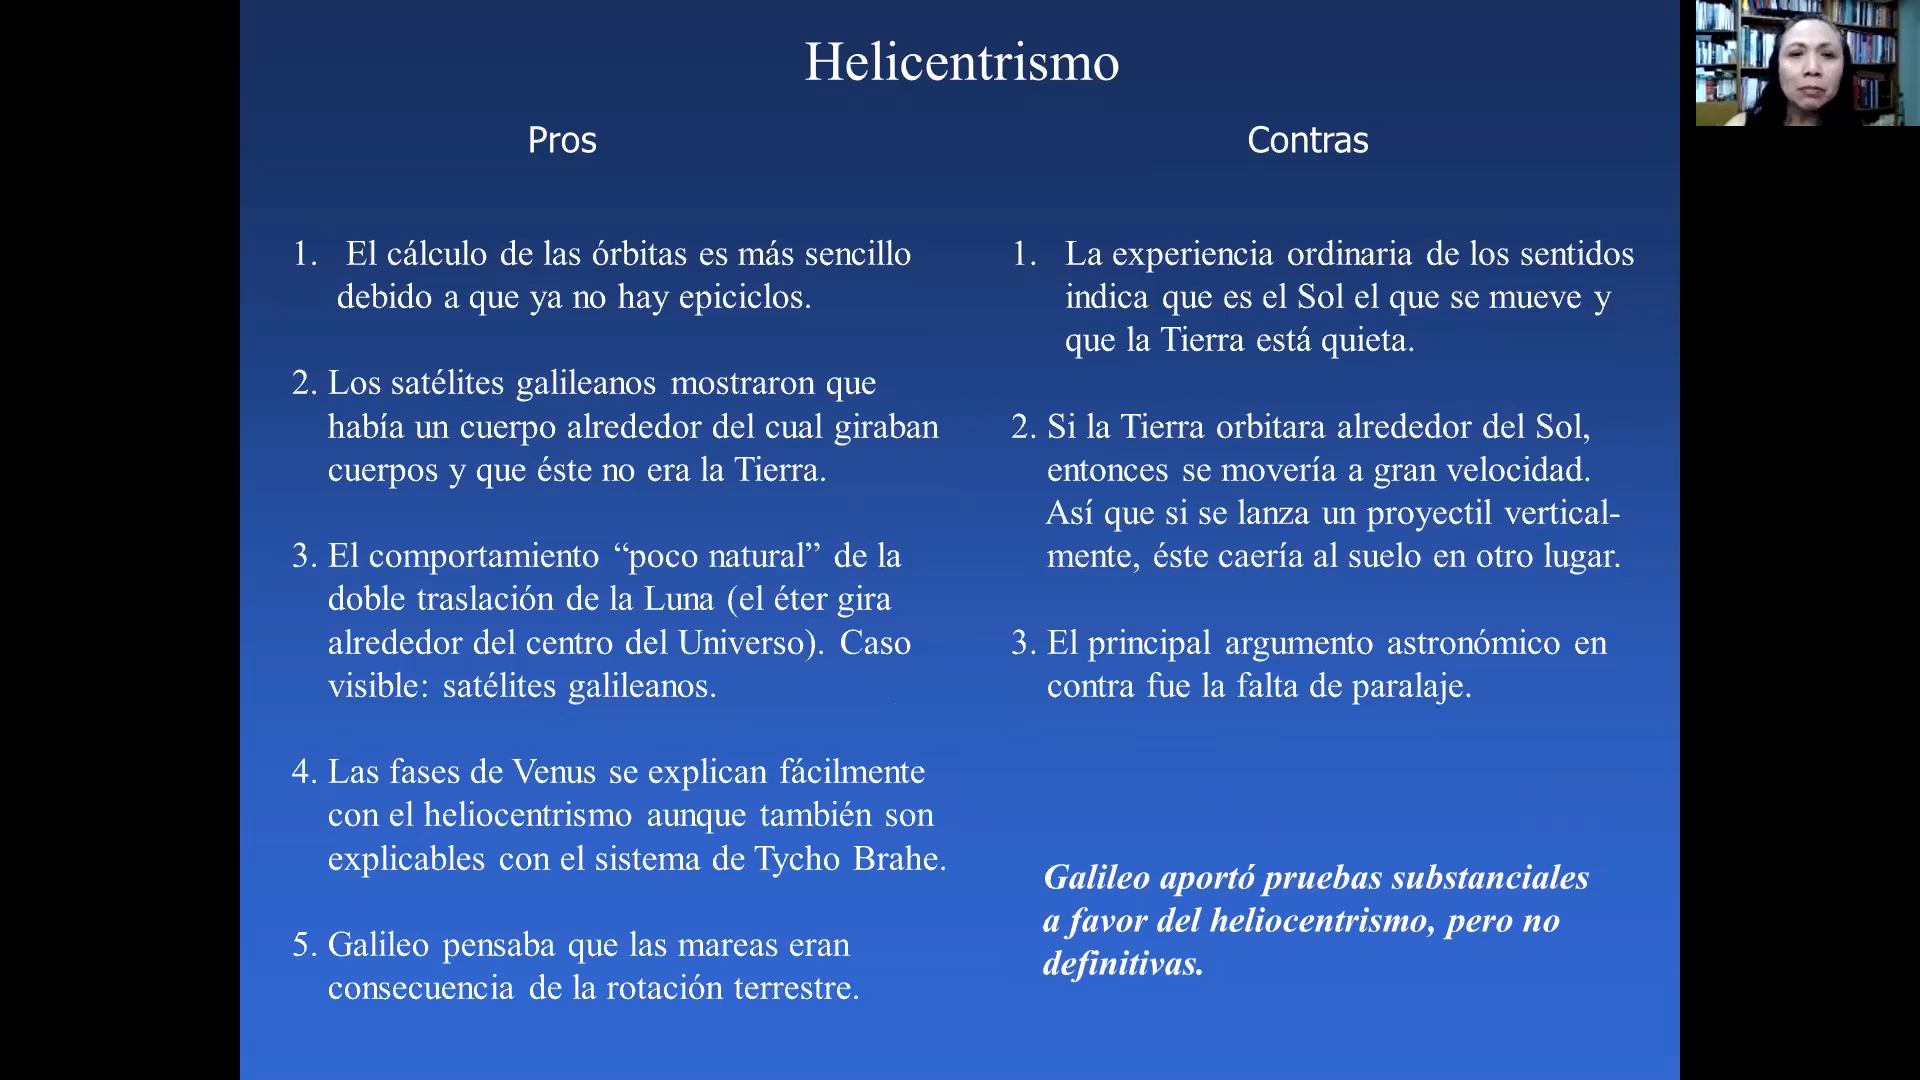 Helicentrismo
Pros
1. El cálculo de las órbitas es más sencillo
debido a que ya no hay epiciclos.
2. Los satélites galileanos mostraron que
había un cuerpo alrededor del cual giraban
cuerpos y que éste no era la Tierra.
3. El comportamiento “poco natural” de la
doble traslación de la Luna (el éter gira
alrededor del centro del Universo). Caso
visible: satélites galileanos.
4. Las fases de Venus se explican fácilmente
con el heliocentrismo aunque también son
explicables con el sistema de Tycho Brahe.
5. Galileo pensaba que las mareas eran
consecuencia de la rotación terrestre.
Contras
1. La experiencia ordinaria de los sentidos
indica que es el Sol el que se mueve y
que la Tierra está quieta.
2. Si la Tierra orbitara alrededor del Sol,
entonces se movería a gran velocidad.
Así que si se lanza un proyectil vertical-
mente, éste caería al suelo en otro lugar.
3. El principal argumento astronómico en
contra fue la falta de paralaje.
Galileo aportó pruebas substanciales
a favor del heliocentrismo, pero no
definitivas.